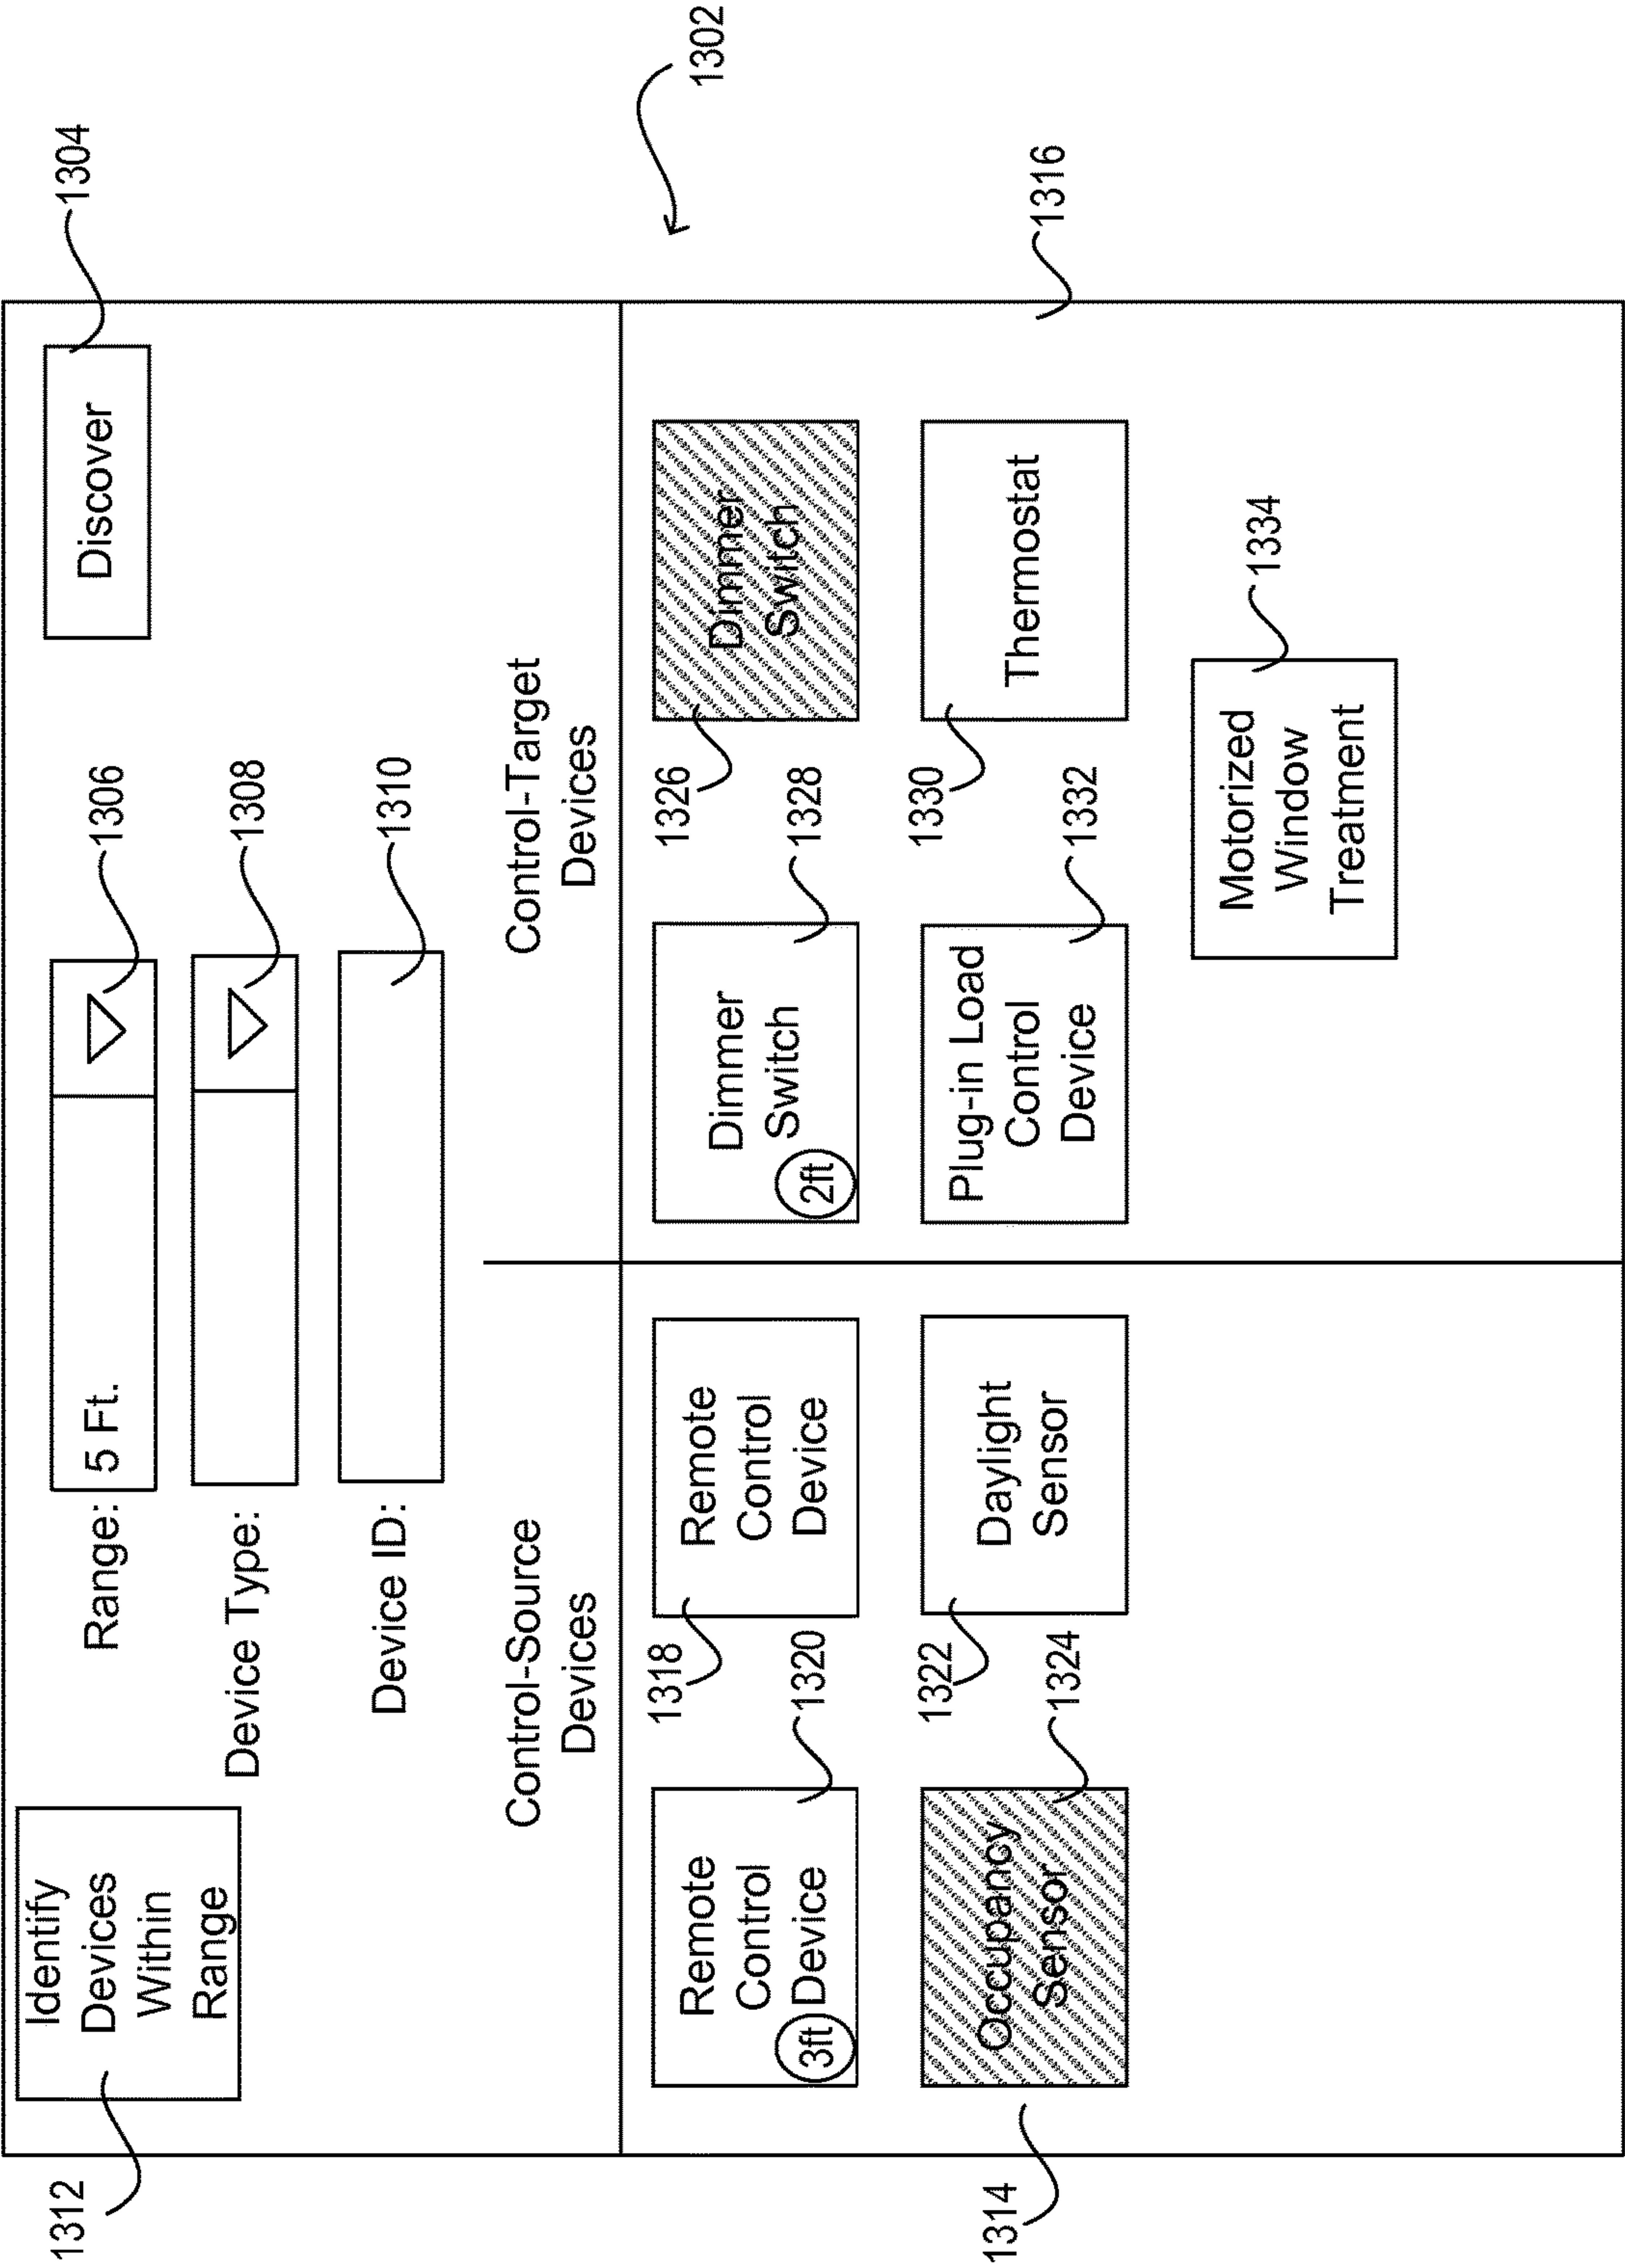 1312
Identify
Devices
Within
Range
Range:
5 Ft.
1306
Discover
1304
Device Type:
1308
Device ID:
1310
Control-Source
Devices
Control-Target
Devices
1302
Remote
Control
Device
3ft
1320
1318
Remote
Control
Device
Dimmer
Switch
2ft
1328
1326
Dimmer
Switch
1314
Occupancy
Sensor
1324
1322
Daylight
Sensor
Plug-in Load
Control
Device
1332
1330
Thermostat
1316
Motorized
Window
Treatment
1334